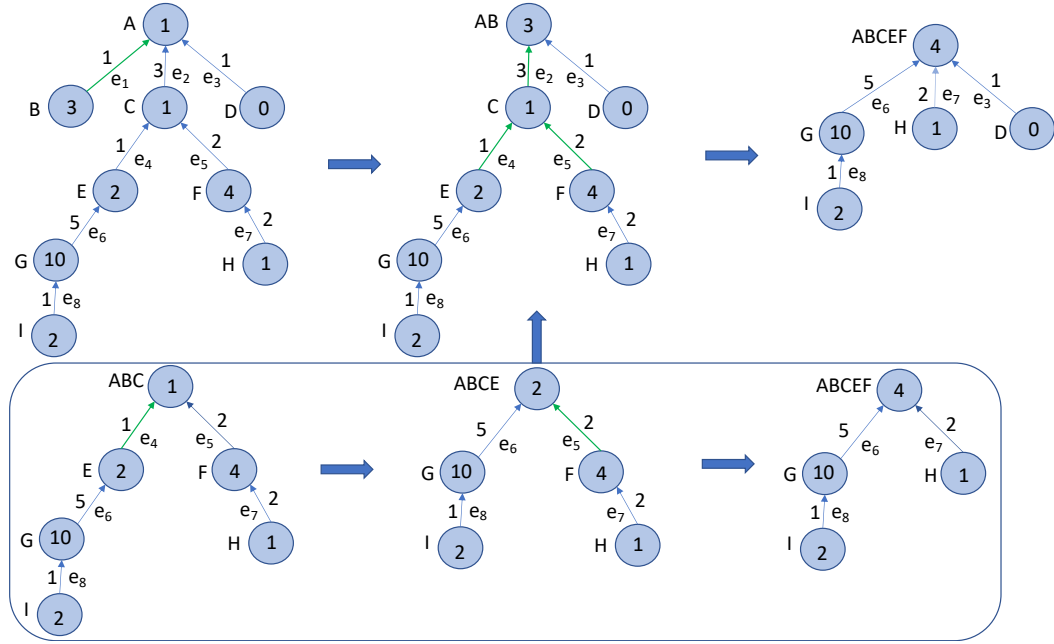 A 1
1 3 1
e1 e2 e3
B 3 C 1 D 0
1 2
e4 e5
E 2 F 4
5 2
e6 e7
G 10 H 1
1 e8
I 2
AB 3
3 1
e2 e3
C 1 D 0
1 2
e4 e5
E 2 F 4
5 2
e6 e7
G 10 H 1
1 e8
I 2
ABCEF 4
5 2 1
e6 e7 e3
G 10 H 1 D 0
1 e8
I 2
ABC 1
1 2
e4 e5
E 2 F 4
5 2
e6 e7
G 10 H 1
1 e8
I 2
ABCE 2
5 2
e6 e5
G 10 F 4
1 e8 2
e7
I 2 H 1
ABCEF 4
5 2
e6 e7
G 10 H 1
1 e8
I 2